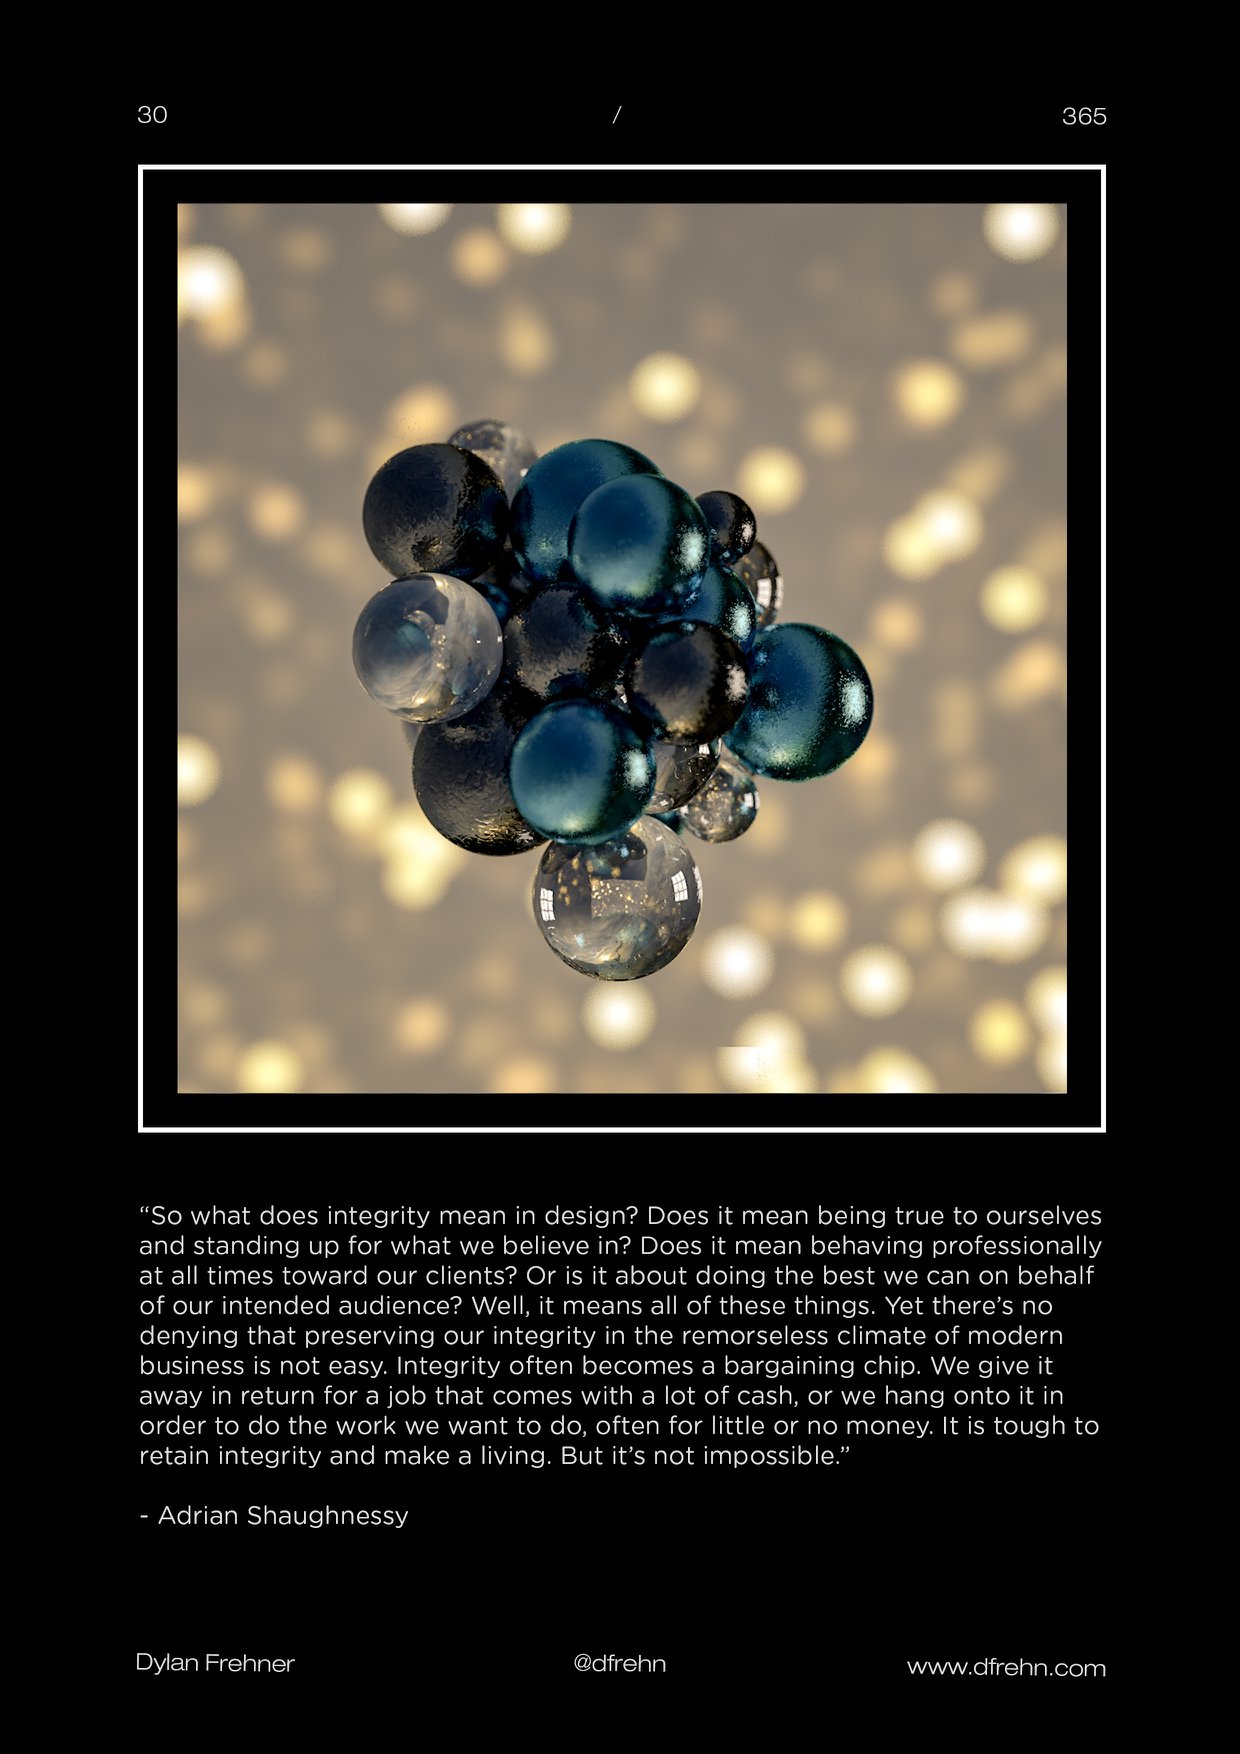 30 / 365
“So what does integrity mean in design? Does it mean being true to ourselves
and standing up for what we believe in? Does it mean behaving professionally
at all times toward our clients? Or is it about doing the best we can on behalf
of our intended audience? Well, it means all of these things. Yet there’s no
denying that preserving our integrity in the remorseless climate of modern
business is not easy. Integrity often becomes a bargaining chip. We give it
away in return for a job that comes with a lot of cash, or we hang onto it in
order to do the work we want to do, often for little or no money. It is tough to
retain integrity and make a living. But it’s not impossible.”
- Adrian Shaughnessy
Dylan Frehner @dfrehn www.dfrehn.com